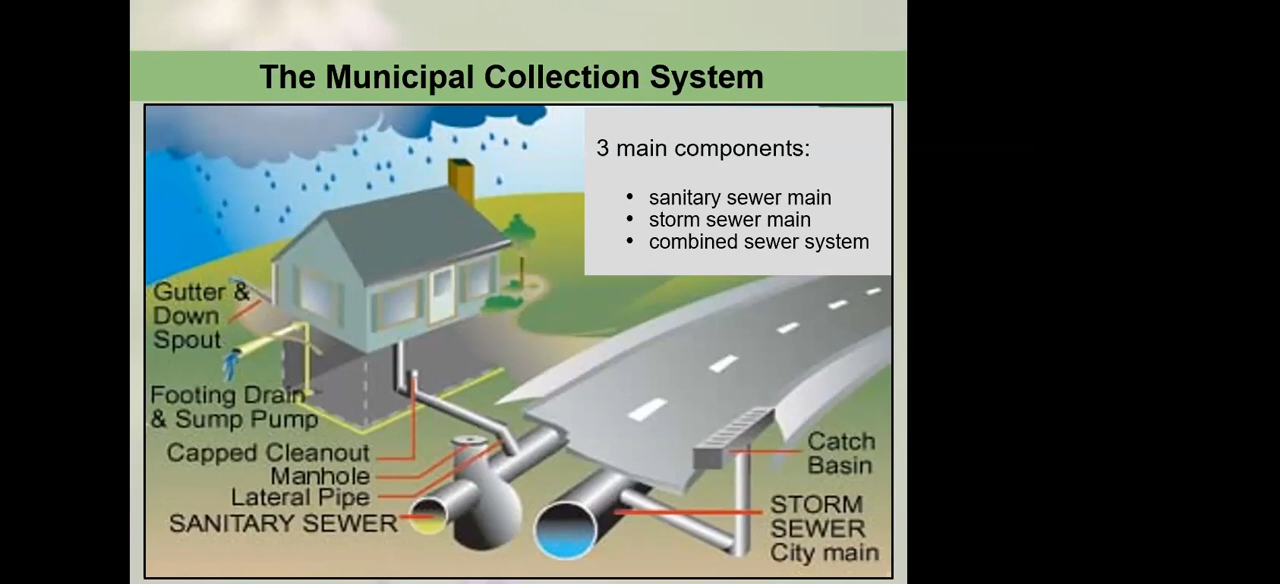 The Municipal Collection System
3 main components:
• sanitary sewer main
• storm sewer main
• combined sewer system
Gutter &
Down
Spout
Footing Drain
& Sump Pump
Capped Cleanout
Manhole
Lateral Pipe
SANITARY SEWER
Catch
Basin
STORM
SEWER
City main